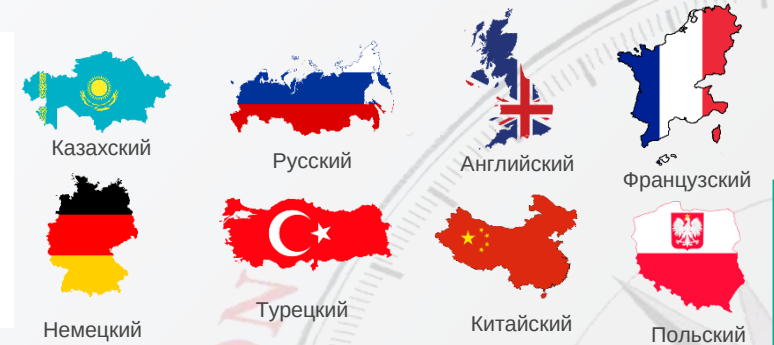 Казахский
Русский
Английский
Французский
Немецкий
Турецкий
Китайский
Польский